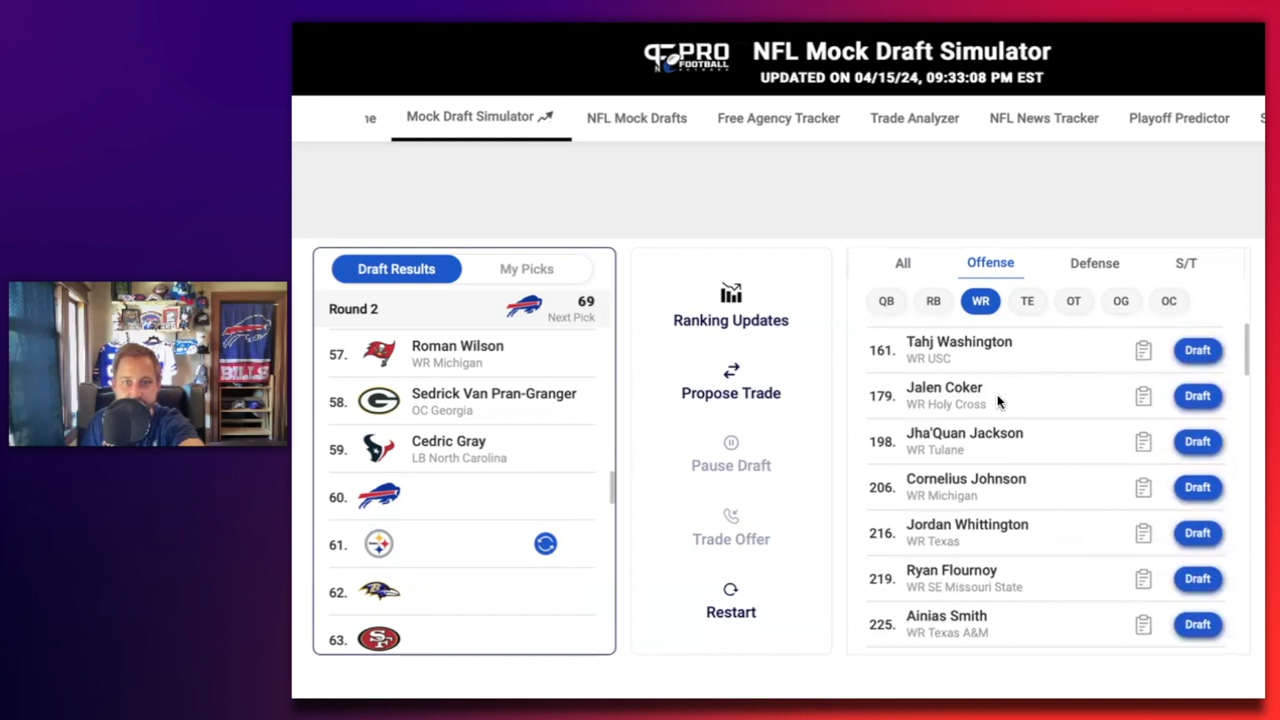 PRO
FOOTBALL
NFL Mock Draft Simulator
UPDATED ON 04/15/24, 09:33:08 PM EST
ne
Mock Draft Simulator
NFL Mock Drafts
Free Agency Tracker
Trade Analyzer
NFL News Tracker
Playoff Predictor
S
Draft Results
My Picks
Round 2
69
Next Pick
57.
Roman Wilson
WR Michigan
58.
Sedrick Van Pran-Granger
OC Georgia
59.
Cedric Gray
LB North Carolina
60.
61.
62.
63.
Ranking Updates
Propose Trade
Pause Draft
Trade Offer
Restart
All
Offense
Defense
S/T
QB
RB
WR
TE
OT
OG
OC
161.
Tahj Washington
WR USC
Draft
179.
Jalen Coker
WR Holy Cross
Draft
198.
Jha'Quan Jackson
WR Tulane
Draft
206.
Cornelius Johnson
WR Michigan
Draft
216.
Jordan Whittington
WR Texas
Draft
219.
Ryan Flournoy
WR SE Missouri State
Draft
225.
Ainias Smith
WR Texas A&M
Draft
BILLS